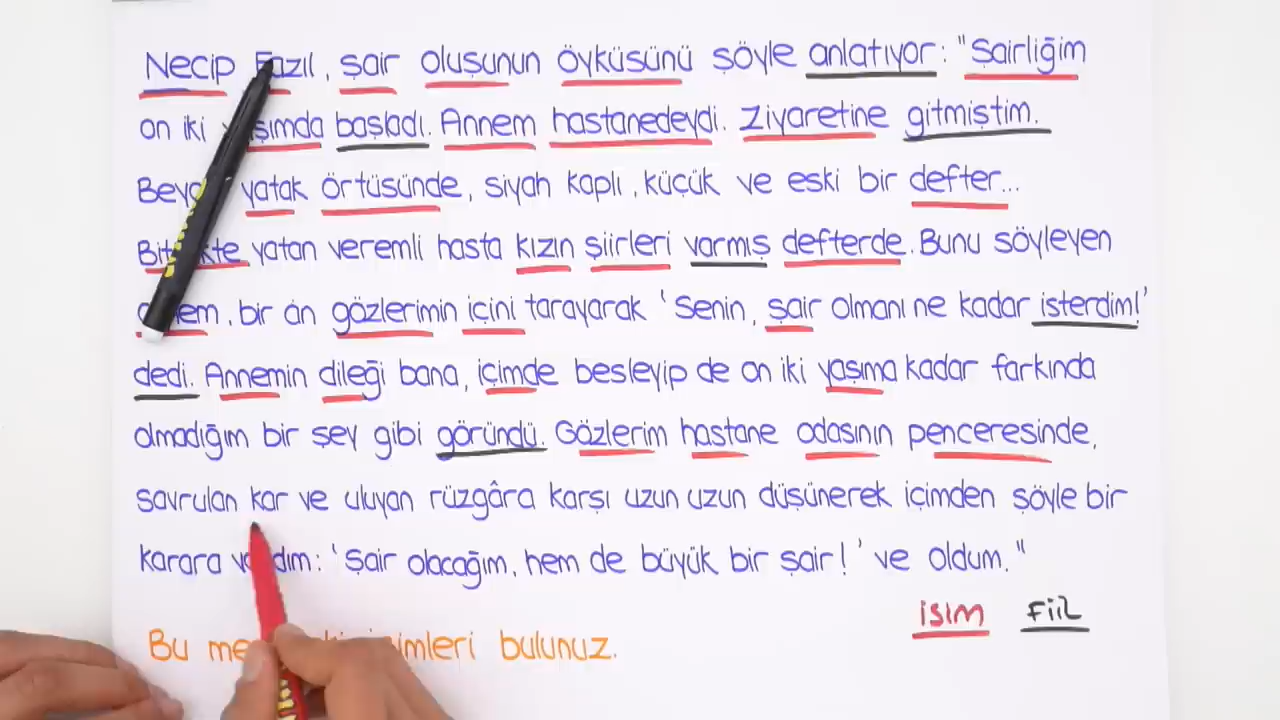 Necip Fazıl, şair oluşunun öyküsünü şöyle anlatıyor: "Şairliğim
on iki yaşımda başladı. Annem hastanedeydi. Ziyaretine gitmiştim.
yatak örtüsünde, siyah kaplı, küçük ve eski bir defter...
yatan veremli hasta kızın şiirleri varmış defterde. Bunu söyleyen
bir ân gözlerimin içini tarayarak 'Senin, şair olmanı ne kadar isterdim!'
dedi. Annemin dileği bana, içimde besleyip de on iki yaşıma kadar farkında
olmadığım bir şey gibi göründü. Gözlerim hastane odasının penceresinde,
savrulan kar ve uluyan rüzgâra karşı uzun uzun düşünerek içimden şöyle bir
karara : 'Şair olacağım, hem de büyük bir şair!' ve oldum."
İSİM FİİL
Bu bulunuz.